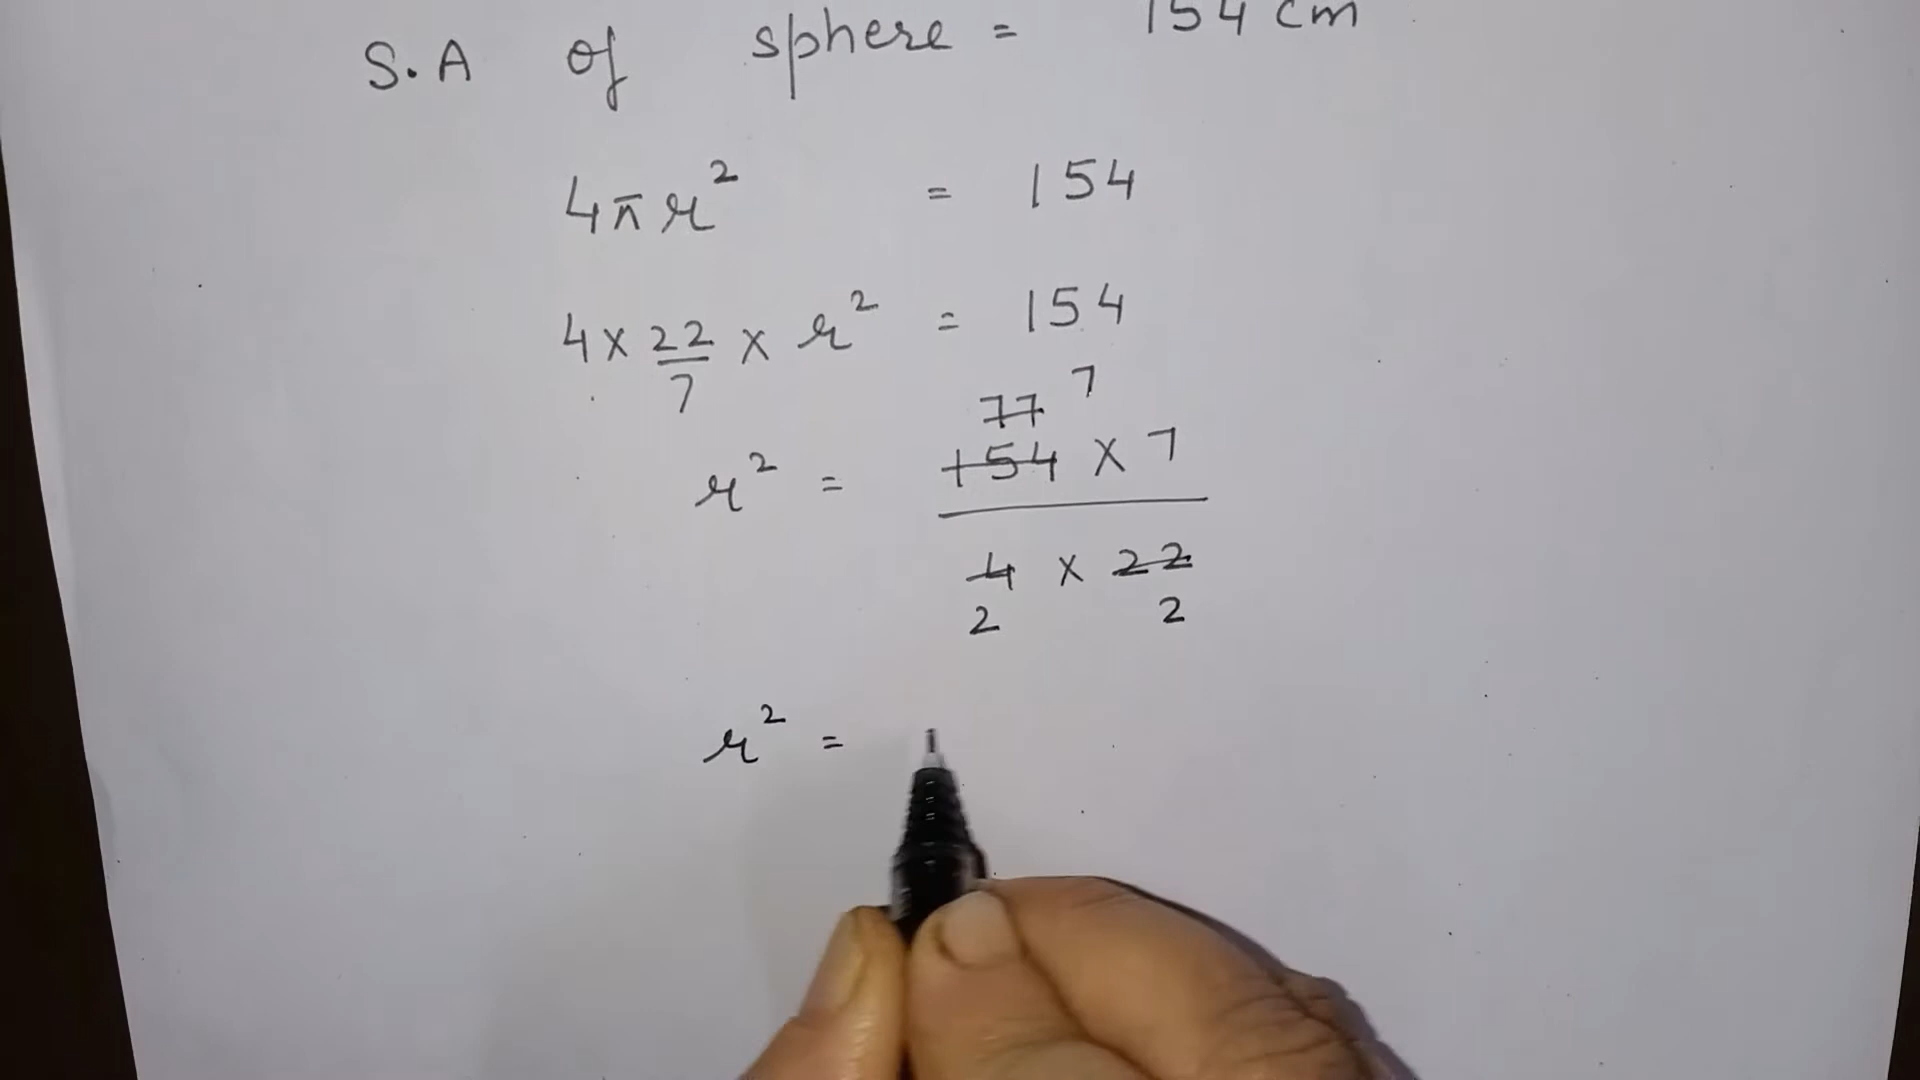 S.A of sphere = 154 cm
4πr² = 154
4 × 22/7 × r² = 154
77 7
r² = 154 × 7
4 × 22
2 2
r² =